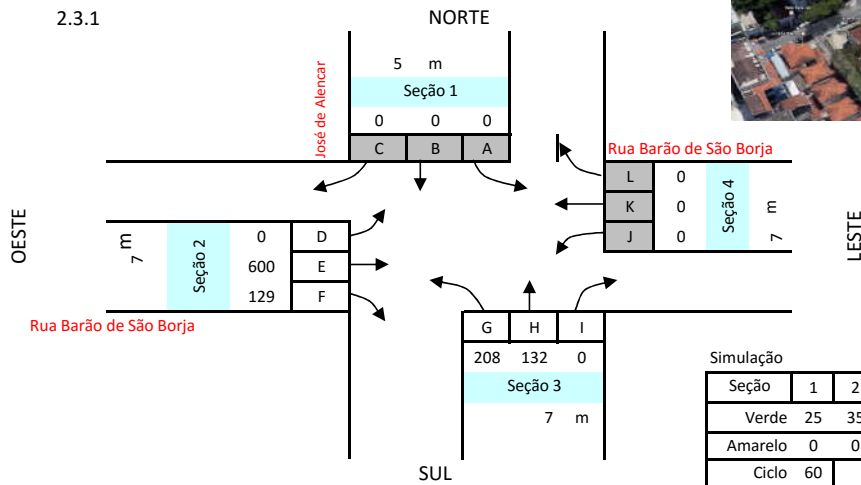 2.3.1
NORTE
José de Alencar
5 m
Seção 1
0 0 0
C B A
Rua Barão de São Borja
L 0
K 0
J 0
Seção 4
7 m
LESTE
OESTE
7 m
Seção 2
0 D
600 E
129 F
Rua Barão de São Borja
G H I
208 132 0
Seção 3
7 m
SUL
Simulação
Seção 1 2
Verde 25 35
Amarelo 0 0
Ciclo 60